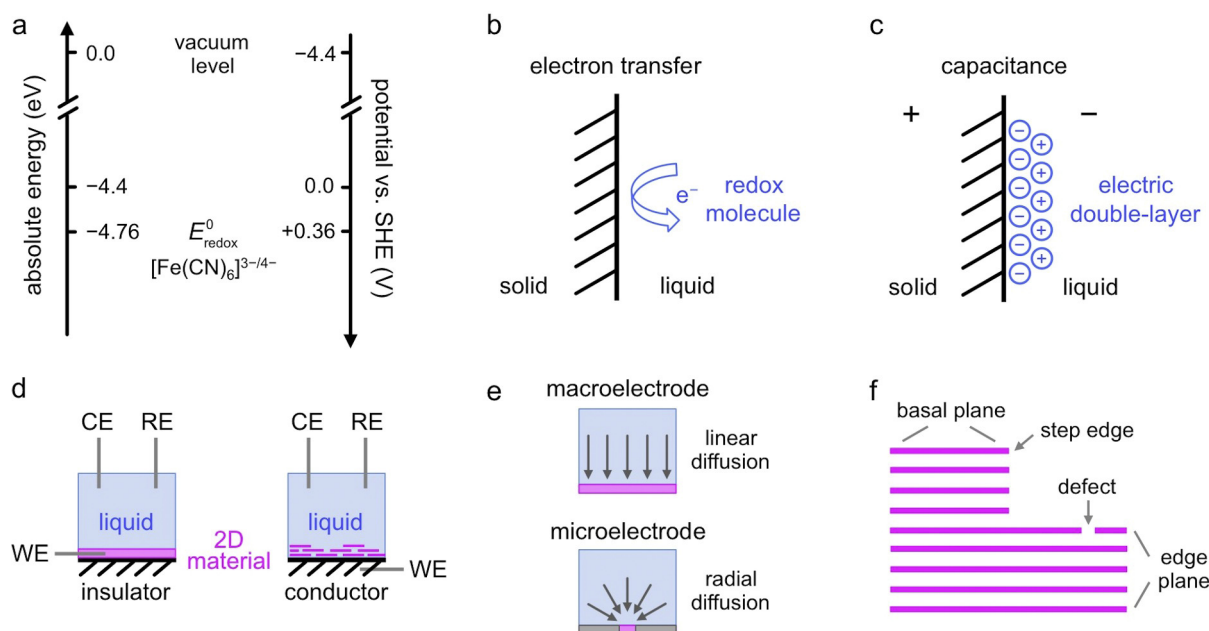 a
absolute energy (eV)
0.0
−4.4
−4.76
vacuum
level
E⁰redox
[Fe(CN)₆]³⁻/⁴⁻
−4.4
0.0
+0.36
potential vs. SHE (V)
b
electron transfer
e⁻
redox
molecule
solid
liquid
c
capacitance
+
−
−
+
−
+
−
+
−
+
−
+
−
+
−
electric
double-layer
solid
liquid
d
CE
RE
liquid
WE
insulator
2D
material
CE
RE
liquid
WE
conductor
e
macroelectrode
linear
diffusion
microelectrode
radial
diffusion
f
basal plane
step edge
defect
edge
plane